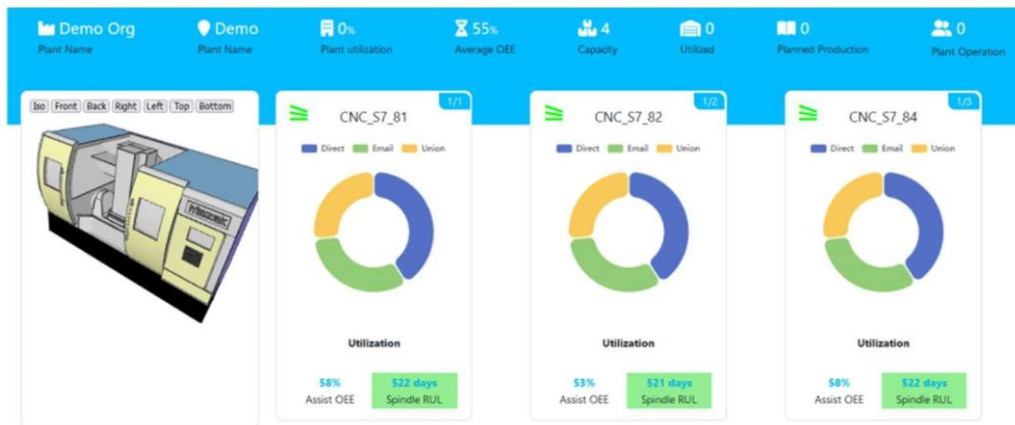 Demo Org
Plant Name
Demo
Plant Name
0%
Plant utilization
55%
Average OEE
4
Capacity
0
Utilized
0
Planned Production
0
Plant Operation
Iso Front Back Right Left Top Bottom
1/1
CNC_S7_81
Direct Email Union
Utilization
58%
Assist OEE
522 days
Spindle RUL
1/2
CNC_S7_82
Direct Email Union
Utilization
53%
Assist OEE
521 days
Spindle RUL
1/3
CNC_S7_84
Direct Email Union
Utilization
58%
Assist OEE
522 days
Spindle RUL